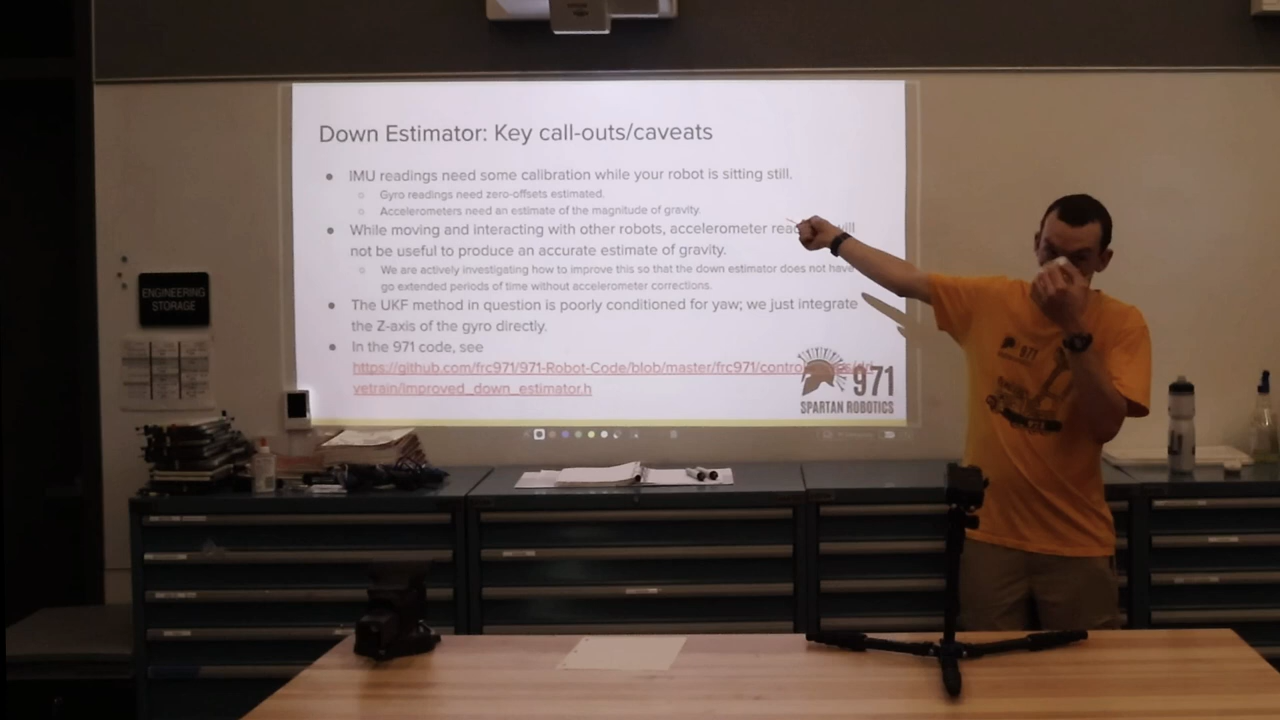 Down Estimator: Key call-outs/caveats
● IMU readings need some calibration while your robot is sitting still.
○ Gyro readings need zero-offsets estimated.
○ Accelerometers need an estimate of the magnitude of gravity
● While moving and interacting with other robots, accelerometer will
not be useful to produce an accurate estimate of gravity.
○ We are actively investigating how to improve this so that the down estimator does not have
go extended periods of time without accelerometer corrections.
● The UKF method in question is poorly conditioned for yaw; we just integrate
the Z-axis of the gyro directly.
● In the 971 code, see
https://github.com/frc971/971-Robot-Code/blob/master/frc971/contro
vetrain/improved_down_estimator.h
971
SPARTAN ROBOTICS
ENGINEERING
STORAGE
971